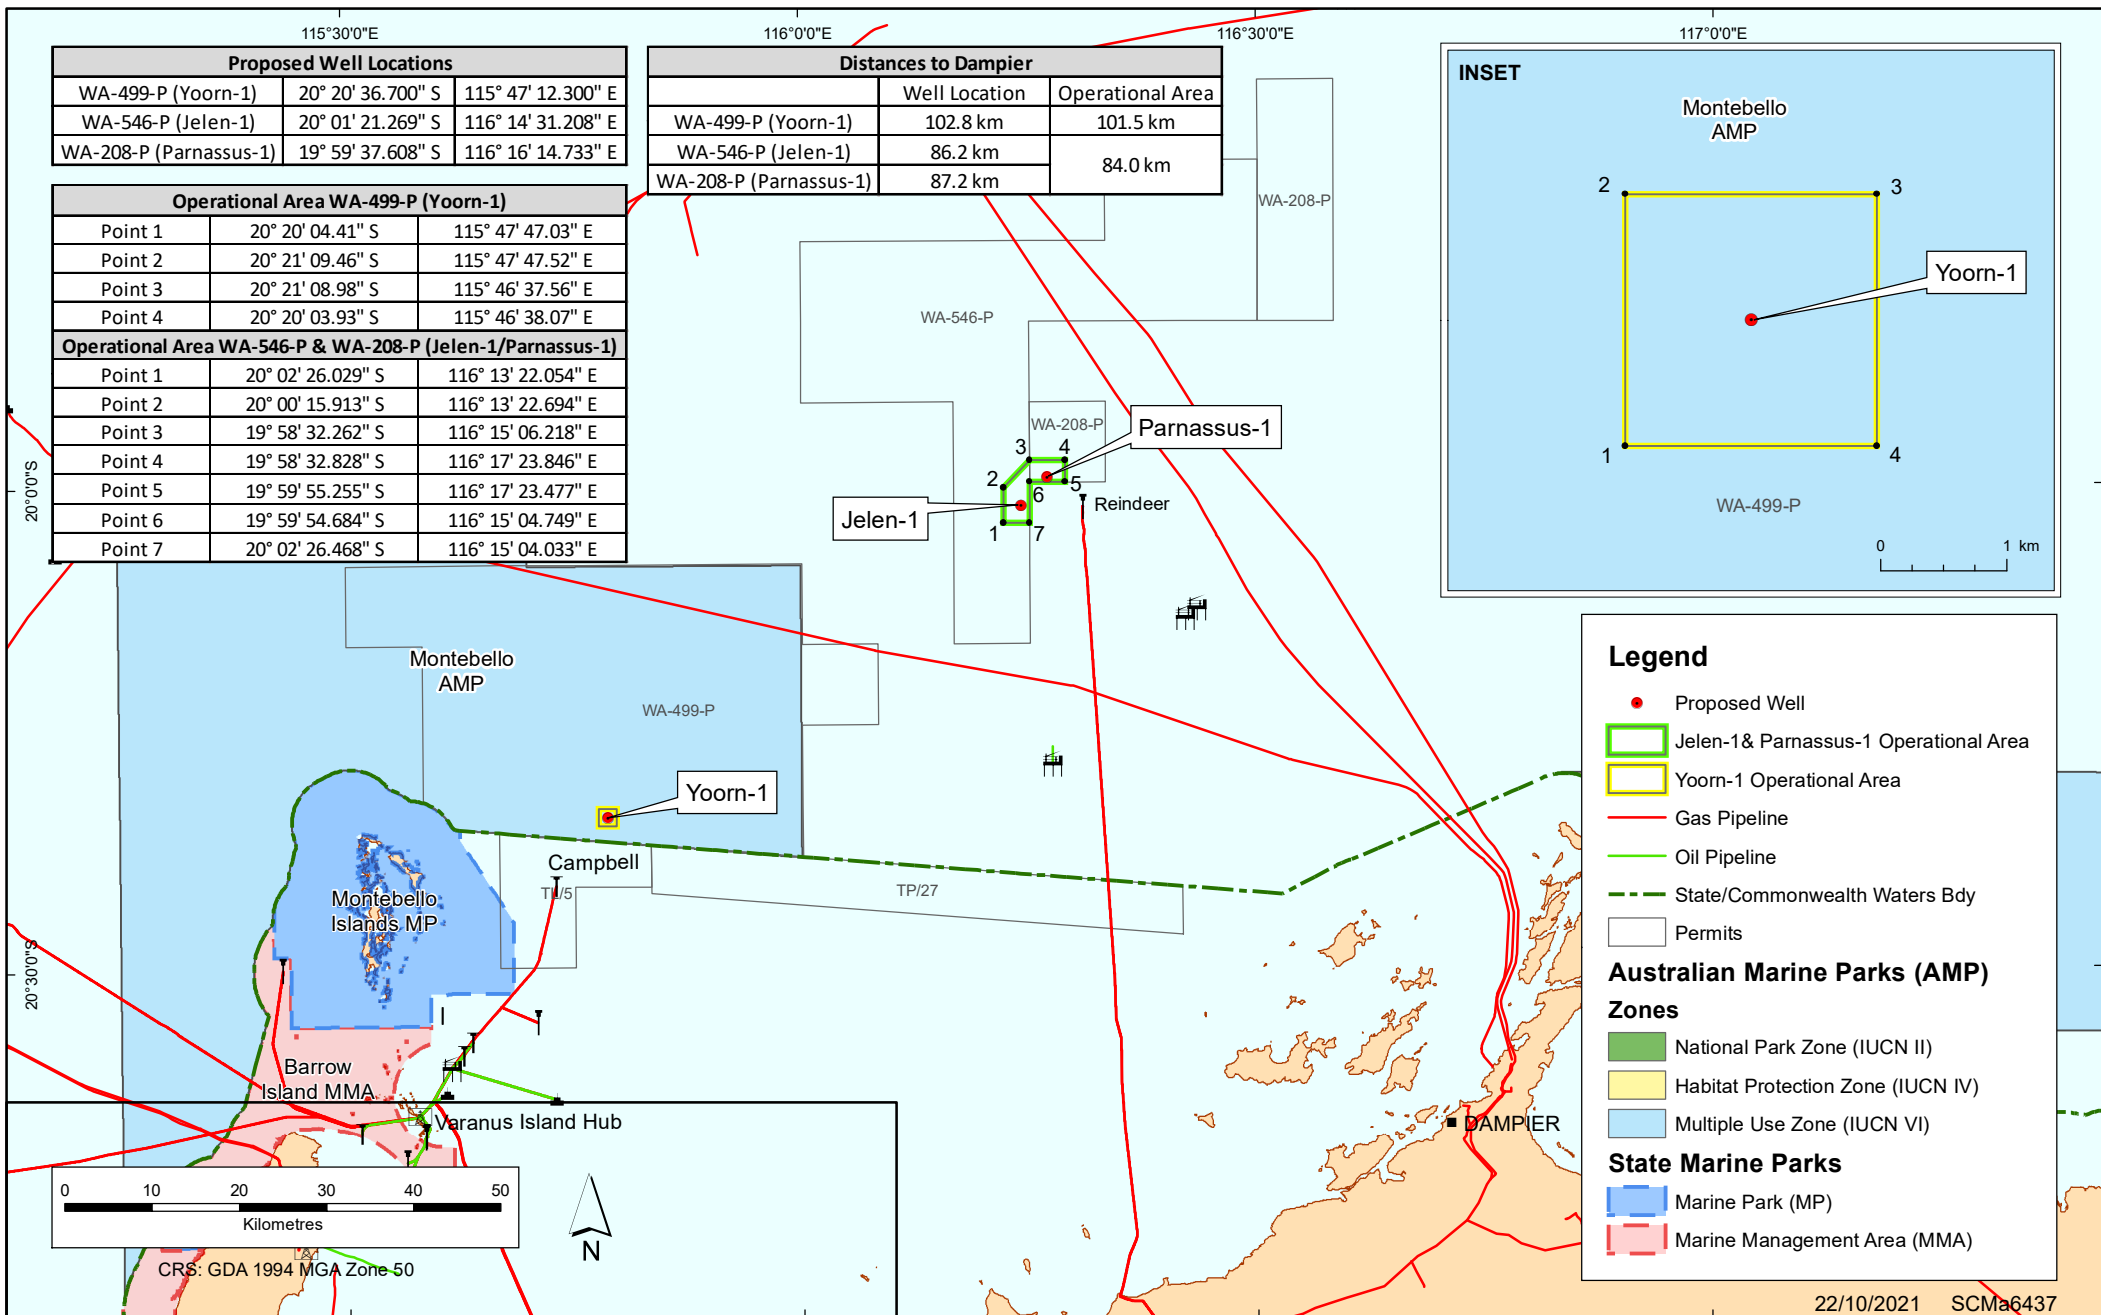 115°30'0"E
116°0'0"E
116°30'0"E
117°0'0"E
Proposed Well Locations
WA-499-P (Yoorn-1) 20° 20' 36.700" S 115° 47' 12.300" E
WA-546-P (Jelen-1) 20° 01' 21.269" S 116° 14' 31.208" E
WA-208-P (Parnassus-1) 19° 59' 37.608" S 116° 16' 14.733" E
Distances to Dampier
Well Location Operational Area
WA-499-P (Yoorn-1) 102.8 km 101.5 km
WA-546-P (Jelen-1) 86.2 km 84.0 km
WA-208-P (Parnassus-1) 87.2 km
Operational Area WA-499-P (Yoorn-1)
Point 1 20° 20' 04.41" S 115° 47' 47.03" E
Point 2 20° 21' 09.46" S 115° 47' 47.52" E
Point 3 20° 21' 08.98" S 115° 46' 37.56" E
Point 4 20° 20' 03.93" S 115° 46' 38.07" E
Operational Area WA-546-P & WA-208-P (Jelen-1/Parnassus-1)
Point 1 20° 02' 26.029" S 116° 13' 22.054" E
Point 2 20° 00' 15.913" S 116° 13' 22.694" E
Point 3 19° 58' 32.262" S 116° 15' 06.218" E
Point 4 19° 58' 32.828" S 116° 17' 23.846" E
Point 5 19° 59' 55.255" S 116° 17' 23.477" E
Point 6 19° 59' 54.684" S 116° 15' 04.749" E
Point 7 20° 02' 26.468" S 116° 15' 04.033" E
INSET
Montebello
AMP
2
3
Yoorn-1
1
4
WA-499-P
0 1 km
WA-208-P
WA-546-P
WA-208-P
Parnassus-1
3
4
2
6
5
Reindeer
Jelen-1
1
7
20°0'0"S
Montebello
AMP
WA-499-P
Yoorn-1
Campbell
TL/5
TP/27
Montebello
Islands MP
20°30'0"S
Barrow
Island MMA
Varanus Island Hub
DAMPIER
0 10 20 30 40 50
Kilometres
N
CRS: GDA 1994 MGA Zone 50
Legend
Proposed Well
Jelen-1& Parnassus-1 Operational Area
Yoorn-1 Operational Area
Gas Pipeline
Oil Pipeline
State/Commonwealth Waters Bdy
Permits
Australian Marine Parks (AMP)
Zones
National Park Zone (IUCN II)
Habitat Protection Zone (IUCN IV)
Multiple Use Zone (IUCN VI)
State Marine Parks
Marine Park (MP)
Marine Management Area (MMA)
22/10/2021 SCMa6437